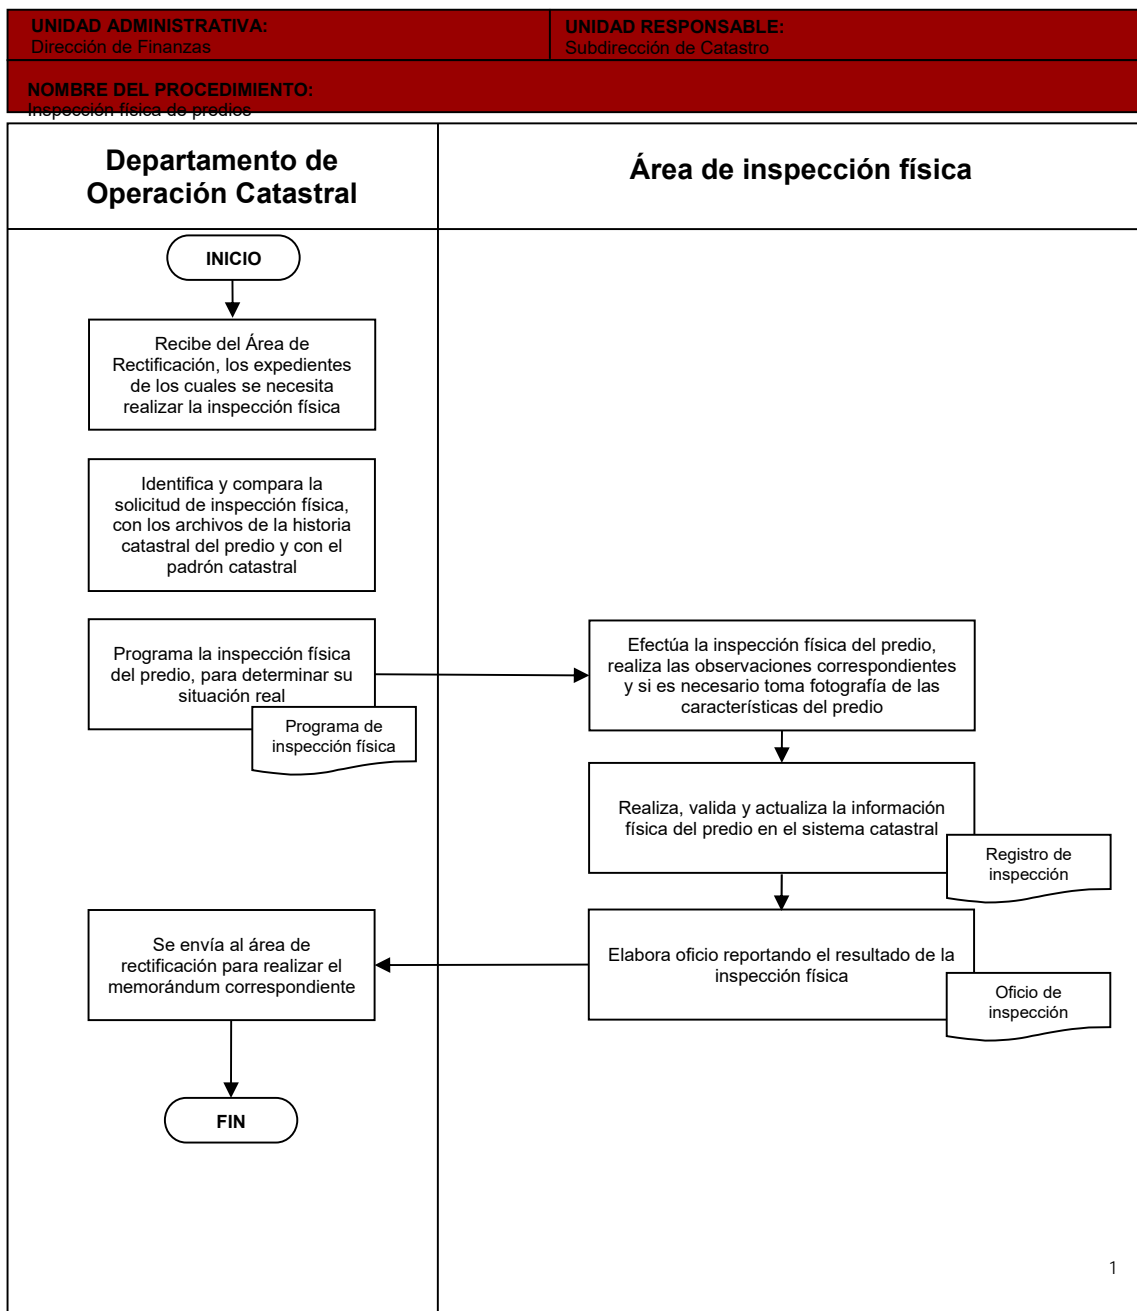 UNIDAD ADMINISTRATIVA:
Dirección de Finanzas
UNIDAD RESPONSABLE:
Subdirección de Catastro
NOMBRE DEL PROCEDIMIENTO:
Inspección física de predios
Departamento de
Operación Catastral
Área de inspección física
INICIO
Recibe del Área de
Rectificación, los expedientes
de los cuales se necesita
realizar la inspección física
Identifica y compara la
solicitud de inspección física,
con los archivos de la historia
catastral del predio y con el
padrón catastral
Programa la inspección física
del predio, para determinar su
situación real
Programa de
inspección física
Efectúa la inspección física del predio,
realiza las observaciones correspondientes
y si es necesario toma fotografía de las
características del predio
Realiza, valida y actualiza la información
física del predio en el sistema catastral
Registro de
inspección
Elabora oficio reportando el resultado de la
inspección física
Oficio de
inspección
Se envía al área de
rectificación para realizar el
memorándum correspondiente
FIN
1